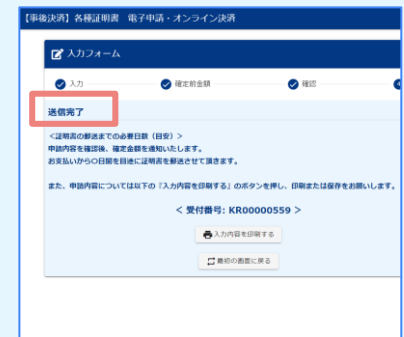 【事後決済】各種証明書 電子申請・オンライン決済
入力フォーム
入力
確定前金額
確認
送信完了
<証明書の郵送までの必要日数（目安）>
申請内容を確認後、確定金額を通知いたします。
お支払いから○日間を目途に証明書を郵送させて頂きます。
また、申請内容については以下の「入力内容を印刷する」のボタンを押し、印刷または保存をお願いします。
< 受付番号: KR00000559 >
入力内容を印刷する
最初の画面に戻る